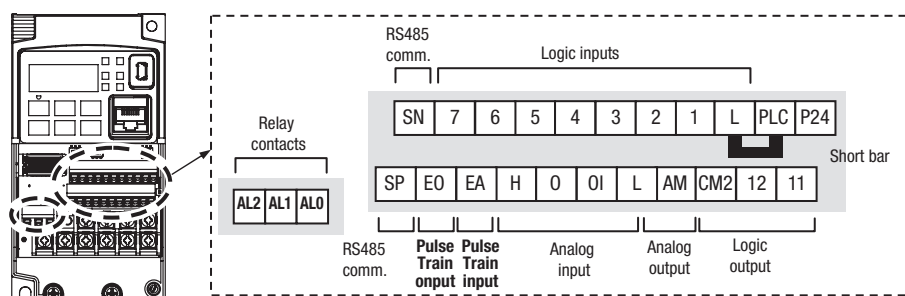 RS485
comm.
Logic inputs
SN 7 6 5 4 3 2 1 L PLC P24
Short bar
Relay
contacts
AL2 AL1 AL0
SP EO EA H O OI L AM CM2 12 11
RS485
comm.
Pulse
Train
onput
Pulse
Train
input
Analog
input
Analog
output
Logic
output